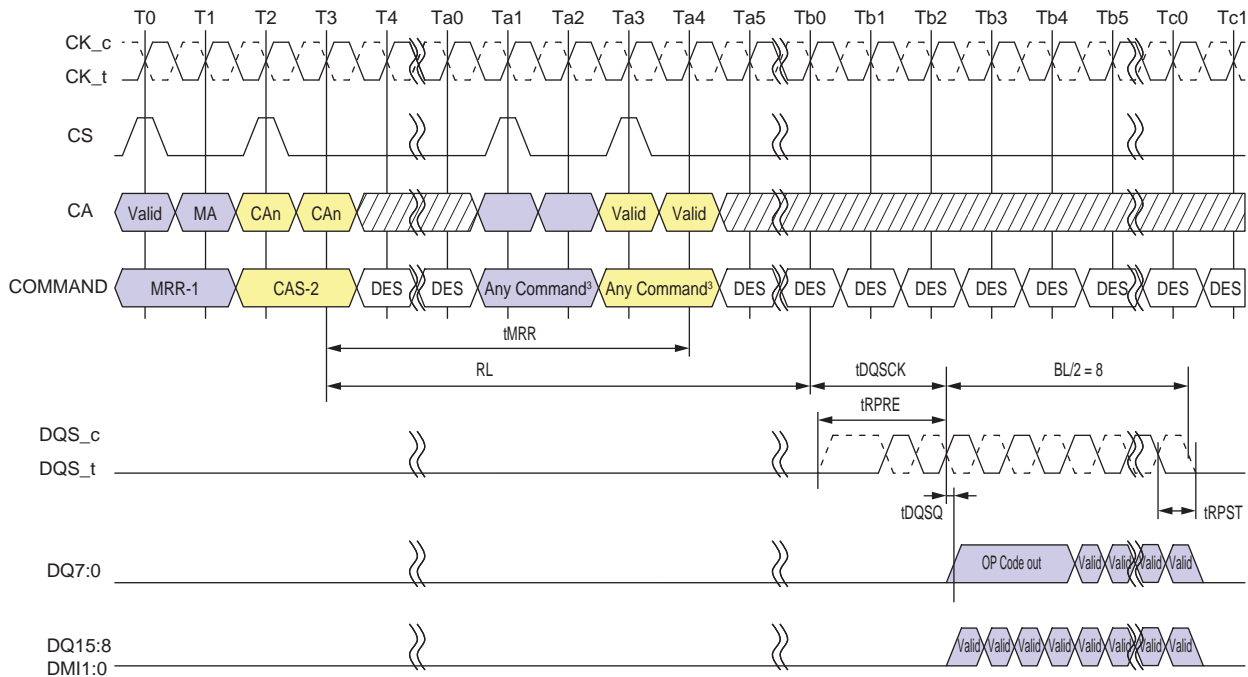 T0 T1 T2 T3 T4 Ta0 Ta1 Ta2 Ta3 Ta4 Ta5 Tb0 Tb1 Tb2 Tb3 Tb4 Tb5 Tc0 Tc1
CK_c
CK_t
CS
CA Valid MA CAn CAn Valid Valid
COMMAND MRR-1 CAS-2 DES DES Any Command³ Any Command³ DES DES DES DES DES DES DES DES DES
tMRR
RL tDQSCK BL/2 = 8
tRPRE
DQS_c
DQS_t
tDQSQ tRPST
DQ7:0 OP Code out Valid Valid Valid Valid
DQ15:8 Valid Valid Valid Valid Valid Valid Valid Valid
DMI1:0